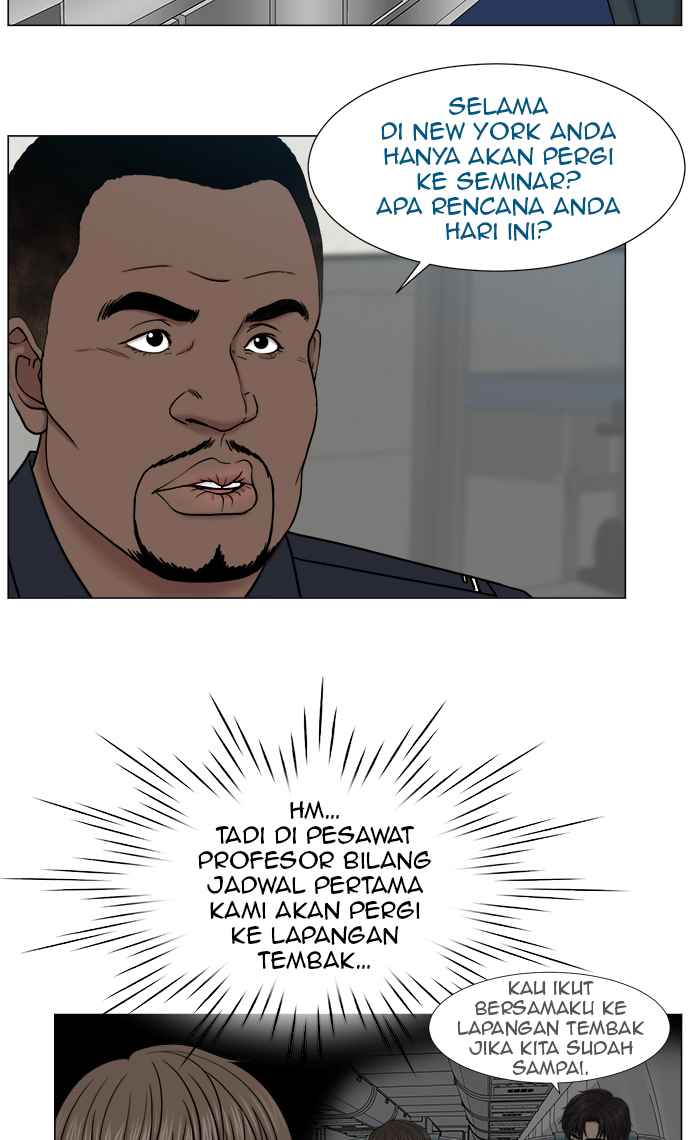 SELAMA
DI NEW YORK ANDA
HANYA AKAN PERGI
KE SEMINAR?
APA RENCANA ANDA
HARI INI?
HM...
TADI DI PESAWAT
PROFESOR BILANG
JADWAL PERTAMA
KAMI AKAN PERGI
KE LAPANGAN
TEMBAK...
KAU IKUT
BERSAMAKU KE
LAPANGAN TEMBAK
JIKA KITA SUDAH
SAMPAI.